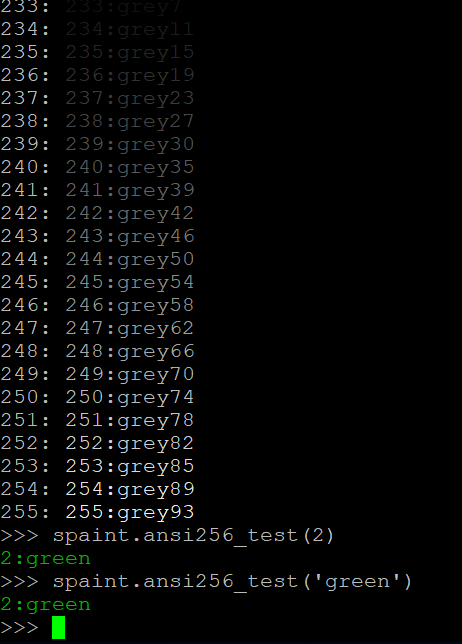 233: 233:grey7
234: 234:grey11
235: 235:grey15
236: 236:grey19
237: 237:grey23
238: 238:grey27
239: 239:grey30
240: 240:grey35
241: 241:grey39
242: 242:grey42
243: 243:grey46
244: 244:grey50
245: 245:grey54
246: 246:grey58
247: 247:grey62
248: 248:grey66
249: 249:grey70
250: 250:grey74
251: 251:grey78
252: 252:grey82
253: 253:grey85
254: 254:grey89
255: 255:grey93
>>> spaint.ansi256_test(2)
2:green
>>> spaint.ansi256_test('green')
2:green
>>>